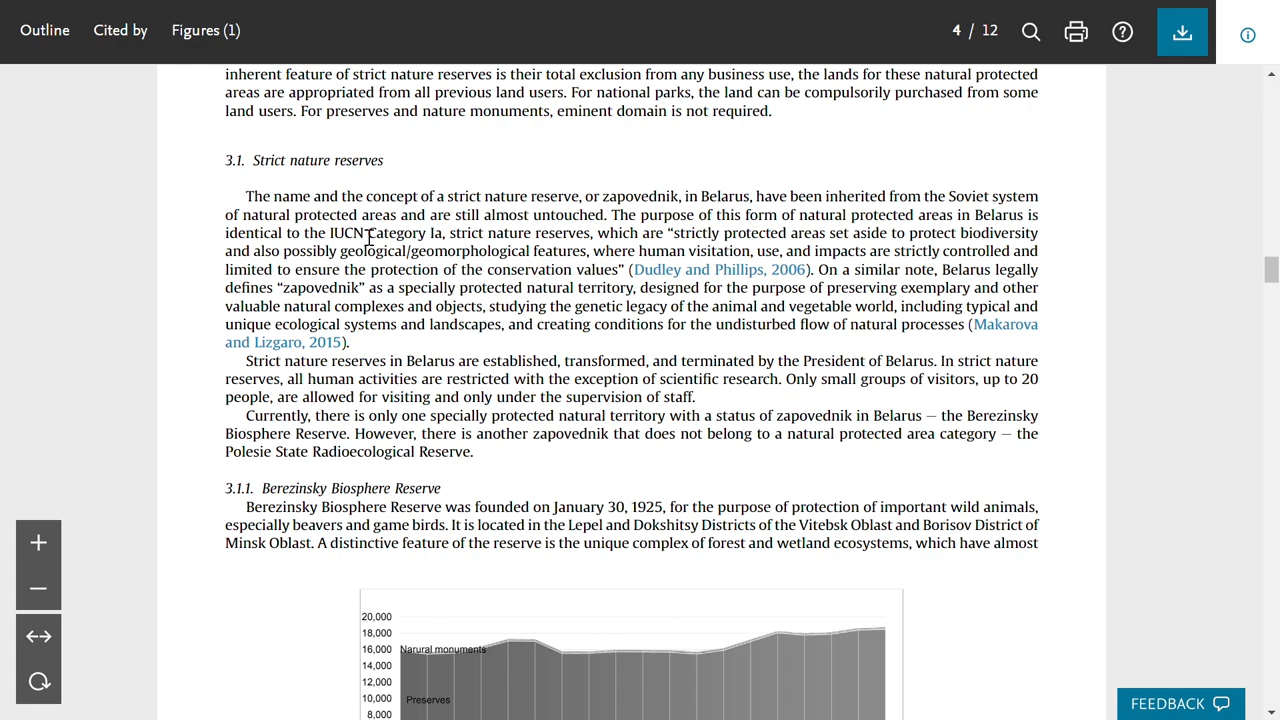 Outline
Cited by
Figures (1)
4 / 12
inherent feature of strict nature reserves is their total exclusion from any business use, the lands for these natural protected
areas are appropriated from all previous land users. For national parks, the land can be compulsorily purchased from some
land users. For preserves and nature monuments, eminent domain is not required.
3.1. Strict nature reserves
The name and the concept of a strict nature reserve, or zapovednik, in Belarus, have been inherited from the Soviet system
of natural protected areas and are still almost untouched. The purpose of this form of natural protected areas in Belarus is
identical to the IUCN Category Ia, strict nature reserves, which are “strictly protected areas set aside to protect biodiversity
and also possibly geological/geomorphological features, where human visitation, use, and impacts are strictly controlled and
limited to ensure the protection of the conservation values” (Dudley and Phillips, 2006). On a similar note, Belarus legally
defines “zapovednik” as a specially protected natural territory, designed for the purpose of preserving exemplary and other
valuable natural complexes and objects, studying the genetic legacy of the animal and vegetable world, including typical and
unique ecological systems and landscapes, and creating conditions for the undisturbed flow of natural processes (Makarova
and Lizgaro, 2015).
Strict nature reserves in Belarus are established, transformed, and terminated by the President of Belarus. In strict nature
reserves, all human activities are restricted with the exception of scientific research. Only small groups of visitors, up to 20
people, are allowed for visiting and only under the supervision of staff.
Currently, there is only one specially protected natural territory with a status of zapovednik in Belarus — the Berezinsky
Biosphere Reserve. However, there is another zapovednik that does not belong to a natural protected area category — the
Polesie State Radioecological Reserve.
3.1.1. Berezinsky Biosphere Reserve
Berezinsky Biosphere Reserve was founded on January 30, 1925, for the purpose of protection of important wild animals,
especially beavers and game birds. It is located in the Lepel and Dokshitsy Districts of the Vitebsk Oblast and Borisov District of
Minsk Oblast. A distinctive feature of the reserve is the unique complex of forest and wetland ecosystems, which have almost
20,000
18,000
16,000
Narural monuments
14,000
12,000
10,000
Preserves
8,000
FEEDBACK